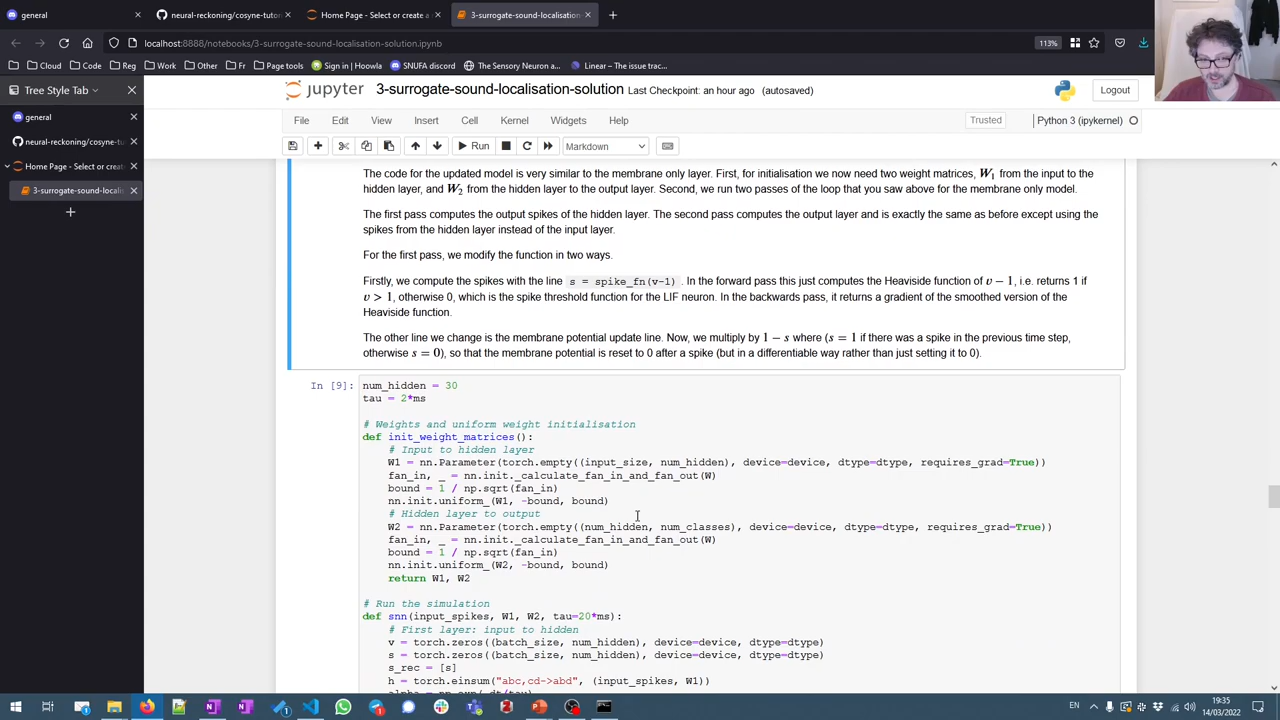 general
neural-reckoning/cosyne-tutor
Home Page - Select or create a
3-surrogate-sound-localisation
localhost:8888/notebooks/3-surrogate-sound-localisation-solution.ipynb
113%
Cloud
Code
Reg
Work
Other
Fr
Page tools
Sign in | Howwla
SNUFA discord
The Sensory Neuron a...
Linear – The issue trac...
Tree Style Tab
general
neural-reckoning/cosyne-tu
Home Page - Select or create
3-surrogate-sound-localis
jupyter 3-surrogate-sound-localisation-solution Last Checkpoint: an hour ago (autosaved)
Logout
File Edit View Insert Cell Kernel Widgets Help
Trusted
Python 3 (ipykernel)
Run
Markdown
The code for the updated model is very similar to the membrane only layer. First, for initialisation we now need two weight matrices, W1 from the input to the
hidden layer, and W2 from the hidden layer to the output layer. Second, we run two passes of the loop that you saw above for the membrane only model.
The first pass computes the output spikes of the hidden layer. The second pass computes the output layer and is exactly the same as before except using the
spikes from the hidden layer instead of the input layer.
For the first pass, we modify the function in two ways.
Firstly, we compute the spikes with the line s = spike_fn(v-1). In the forward pass this just computes the Heaviside function of v − 1, i.e. returns 1 if
v > 1, otherwise 0, which is the spike threshold function for the LIF neuron. In the backwards pass, it returns a gradient of the smoothed version of the
Heaviside function.
The other line we change is the membrane potential update line. Now, we multiply by 1 − s where (s = 1 if there was a spike in the previous time step,
otherwise s = 0), so that the membrane potential is reset to 0 after a spike (but in a differentiable way rather than just setting it to 0).
In [9]: num_hidden = 30
tau = 2*ms
# Weights and uniform weight initialisation
def init_weight_matrices():
# Input to hidden layer
W1 = nn.Parameter(torch.empty((input_size, num_hidden), device=device, dtype=dtype, requires_grad=True))
fan_in, _ = nn.init._calculate_fan_in_and_fan_out(W)
bound = 1 / np.sqrt(fan_in)
nn.init.uniform_(W1, -bound, bound)
# Hidden layer to output
W2 = nn.Parameter(torch.empty((num_hidden, num_classes), device=device, dtype=dtype, requires_grad=True))
fan_in, _ = nn.init._calculate_fan_in_and_fan_out(W)
bound = 1 / np.sqrt(fan_in)
nn.init.uniform_(W2, -bound, bound)
return W1, W2
# Run the simulation
def snn(input_spikes, W1, W2, tau=20*ms):
# First layer: input to hidden
v = torch.zeros((batch_size, num_hidden), device=device, dtype=dtype)
s = torch.zeros((batch_size, num_hidden), device=device, dtype=dtype)
s_rec = [s]
h = torch.einsum("abc,cd->abd", (input_spikes, W1))
EN
19:35
14/03/2022